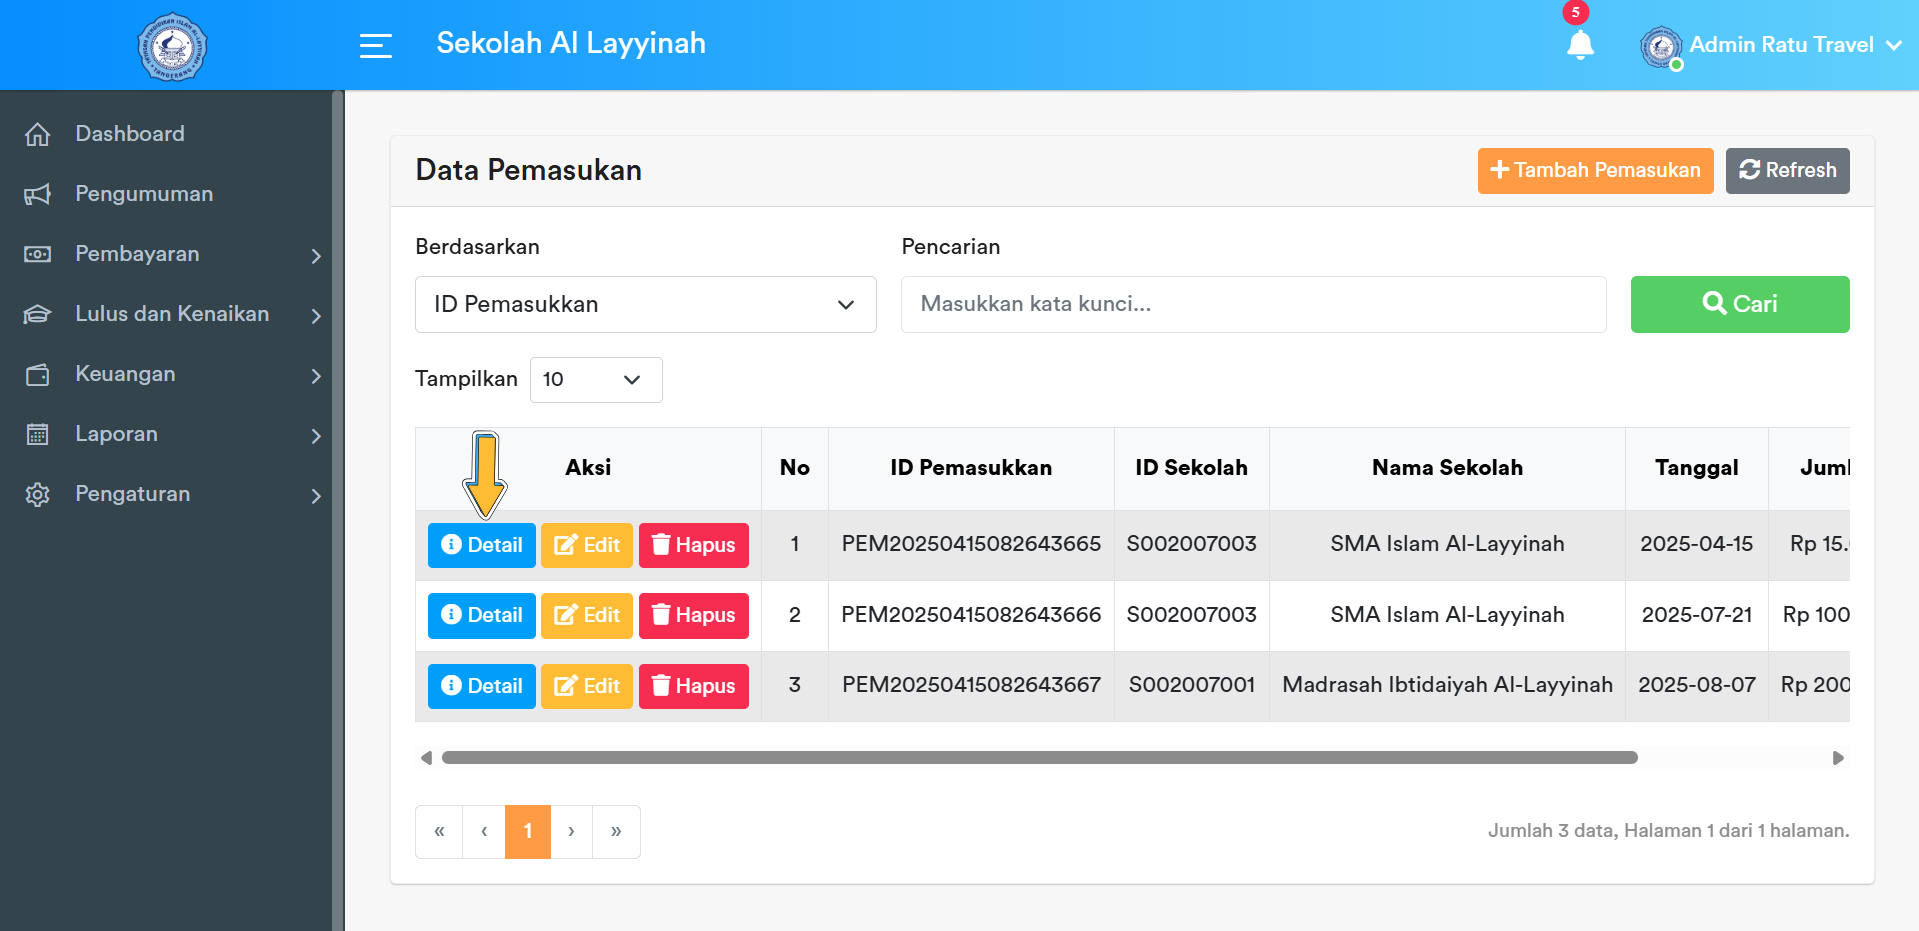 Sekolah Al Layyinah
5
Admin Ratu Travel
Dashboard
Pengumuman
Pembayaran
Lulus dan Kenaikan
Keuangan
Laporan
Pengaturan
Data Pemasukan
Tambah Pemasukan
Refresh
Berdasarkan
Pencarian
ID Pemasukkan
Masukkan kata kunci...
Cari
Tampilkan 10
Aksi No ID Pemasukkan ID Sekolah Nama Sekolah Tanggal Juml
Detail Edit Hapus 1 PEM20250415082643665 S002007003 SMA Islam Al-Layyinah 2025-04-15 Rp 15.
Detail Edit Hapus 2 PEM20250415082643666 S002007003 SMA Islam Al-Layyinah 2025-07-21 Rp 100
Detail Edit Hapus 3 PEM20250415082643667 S002007001 Madrasah Ibtidaiyah Al-Layyinah 2025-08-07 Rp 200
« ‹ 1 › »
Jumlah 3 data, Halaman 1 dari 1 halaman.